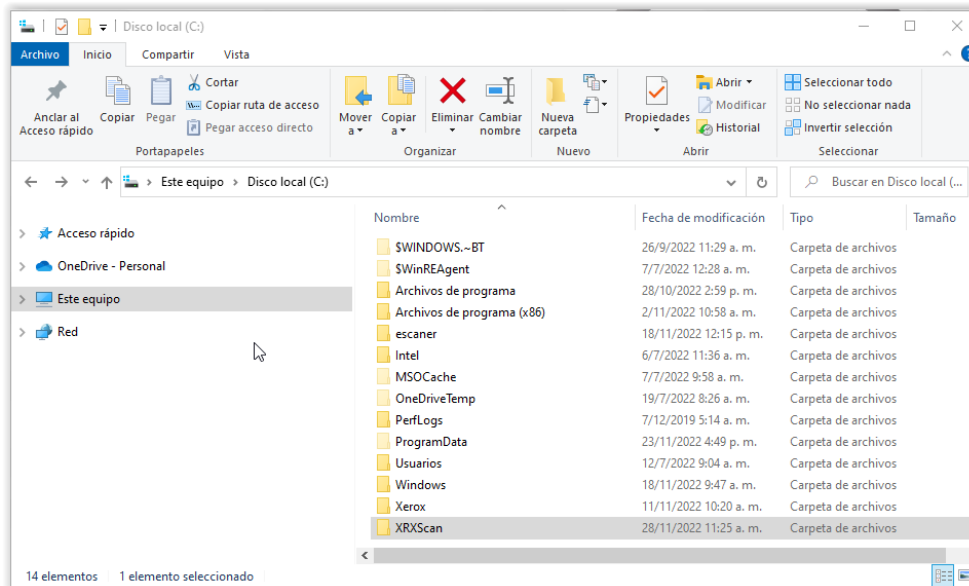 Disco local (C:)
Archivo Inicio Compartir Vista
Anclar al Acceso rápido
Copiar
Pegar
Cortar
Copiar ruta de acceso
Pegar acceso directo
Portapapeles
Mover a
Copiar a
Eliminar
Cambiar nombre
Organizar
Nueva carpeta
Nuevo
Propiedades
Abrir
Modificar
Historial
Abrir
Seleccionar todo
No seleccionar nada
Invertir selección
Seleccionar
Este equipo > Disco local (C:)
Buscar en Disco local (...
Acceso rápido
OneDrive - Personal
Este equipo
Red
Nombre Fecha de modificación Tipo Tamaño
$WINDOWS.~BT 26/9/2022 11:29 a. m. Carpeta de archivos
$WinREAgent 7/7/2022 12:28 a. m. Carpeta de archivos
Archivos de programa 28/10/2022 2:59 p. m. Carpeta de archivos
Archivos de programa (x86) 2/11/2022 10:58 a. m. Carpeta de archivos
escaner 18/11/2022 12:15 p. m. Carpeta de archivos
Intel 6/7/2022 11:36 a. m. Carpeta de archivos
MSOCache 7/7/2022 9:58 a. m. Carpeta de archivos
OneDriveTemp 19/7/2022 8:26 a. m. Carpeta de archivos
PerfLogs 7/12/2019 5:14 a. m. Carpeta de archivos
ProgramData 23/11/2022 4:49 p. m. Carpeta de archivos
Usuarios 12/7/2022 9:04 a. m. Carpeta de archivos
Windows 18/11/2022 9:47 a. m. Carpeta de archivos
Xerox 11/11/2022 10:20 a. m. Carpeta de archivos
XRXScan 28/11/2022 11:25 a. m. Carpeta de archivos
14 elementos 1 elemento seleccionado